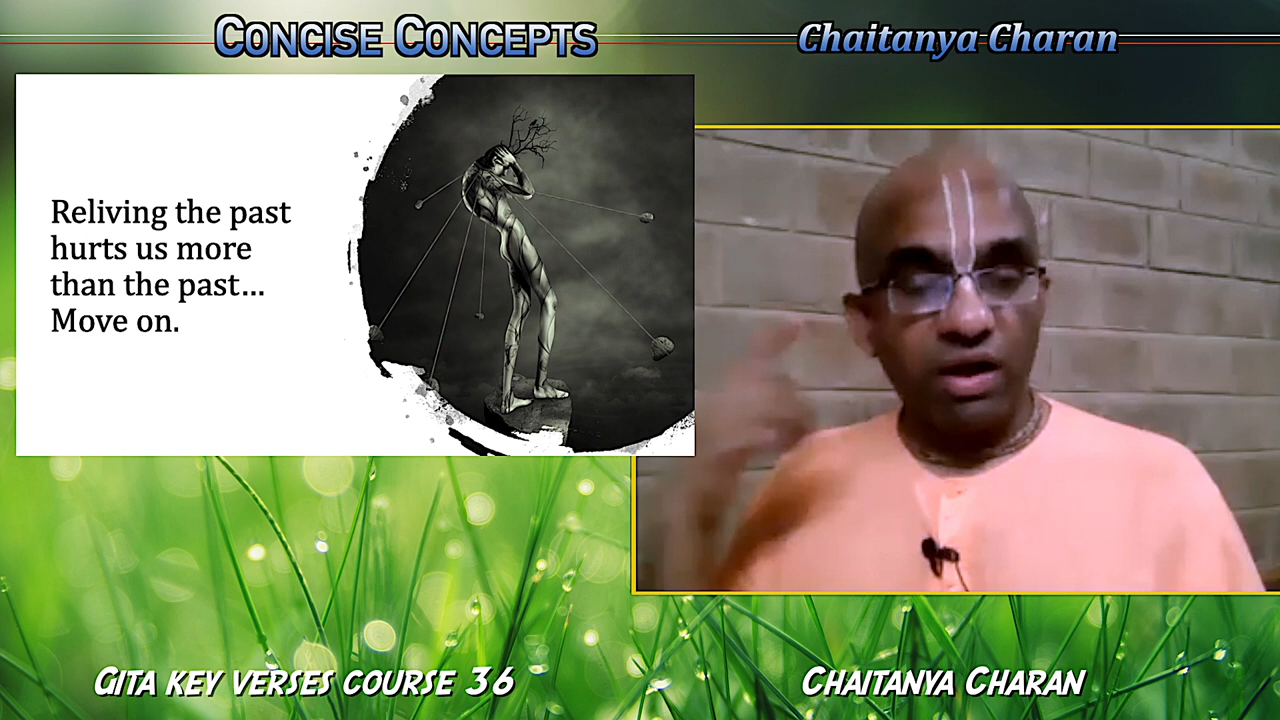 Concise Concepts
Chaitanya Charan
Reliving the past
hurts us more
than the past...
Move on.
Gita key verses course 36
Chaitanya Charan